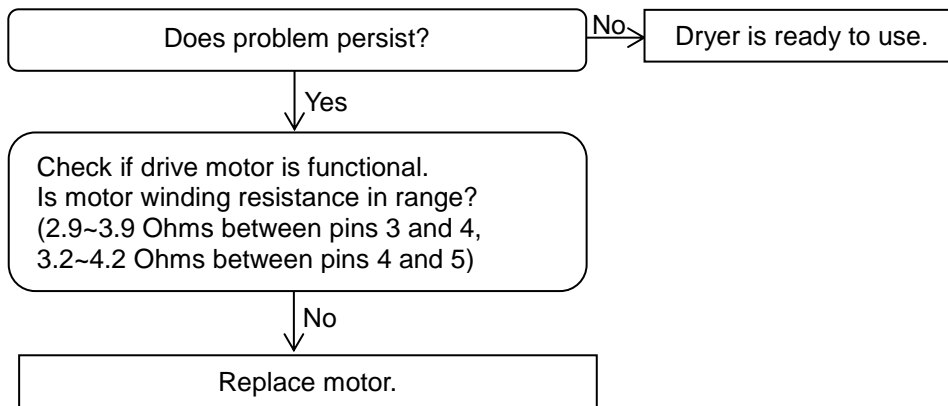 Does problem persist?
No
Dryer is ready to use.
Yes
Check if drive motor is functional.
Is motor winding resistance in range?
(2.9~3.9 Ohms between pins 3 and 4,
3.2~4.2 Ohms between pins 4 and 5)
No
Replace motor.